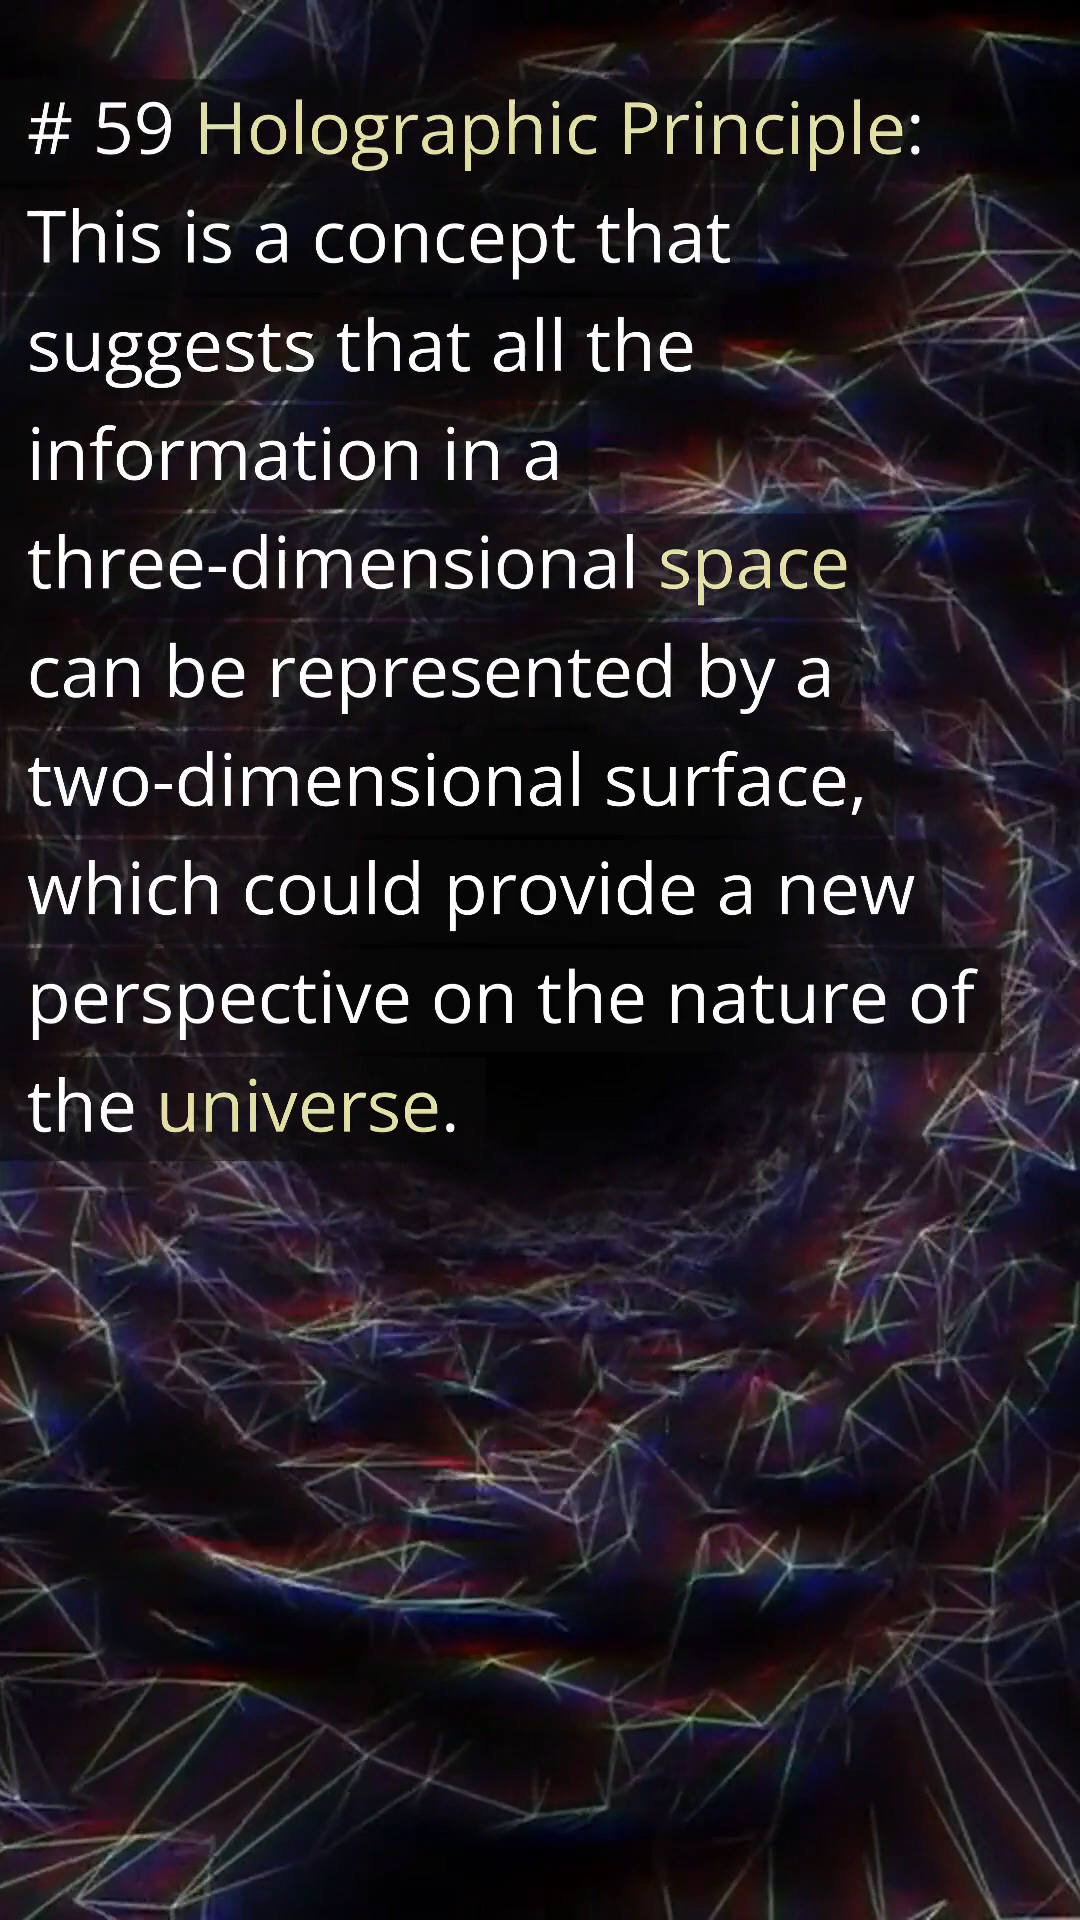 # 59 Holographic Principle:
This is a concept that
suggests that all the
information in a
three-dimensional space
can be represented by a
two-dimensional surface,
which could provide a new
perspective on the nature of
the universe.